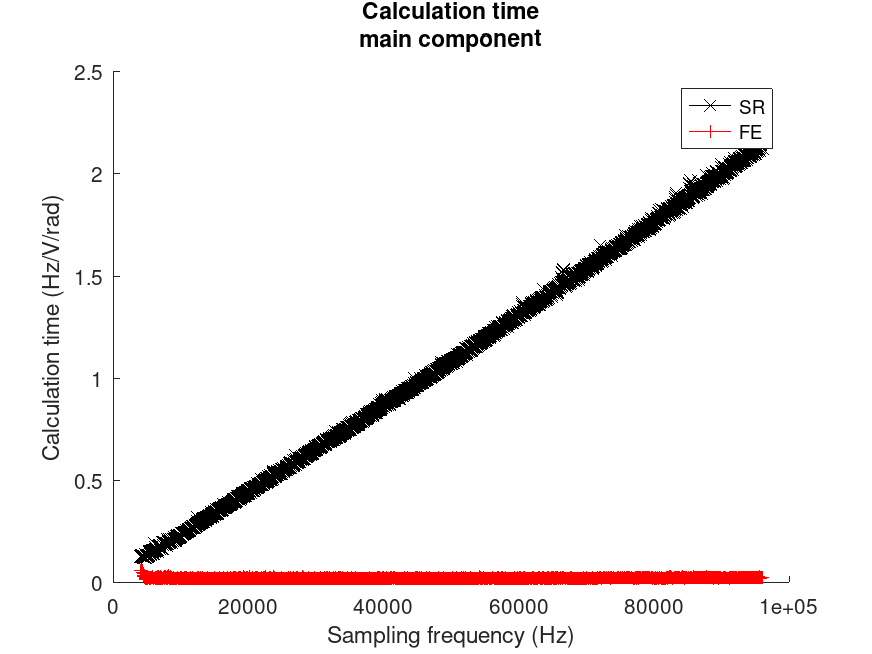 Calculation time
main component
2.5
2
1.5
1
0.5
0
Calculation time (Hz/V/rad)
SR
FE
0
20000
40000
60000
80000
1e+05
Sampling frequency (Hz)